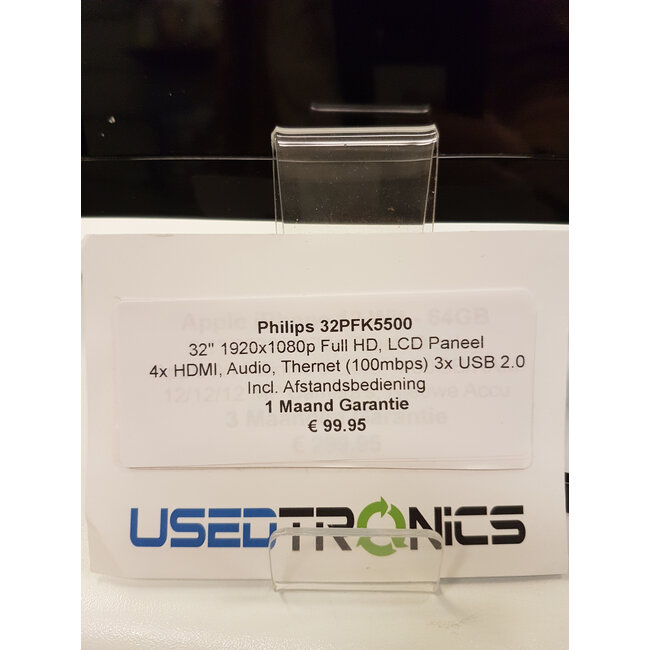 Philips 32PFK5500
32" 1920x1080p Full HD, LCD Paneel
4x HDMI, Audio, Thernet (100mbps) 3x USB 2.0
Incl. Afstandsbediening
1 Maand Garantie
€ 99.95
USEDTRONICS